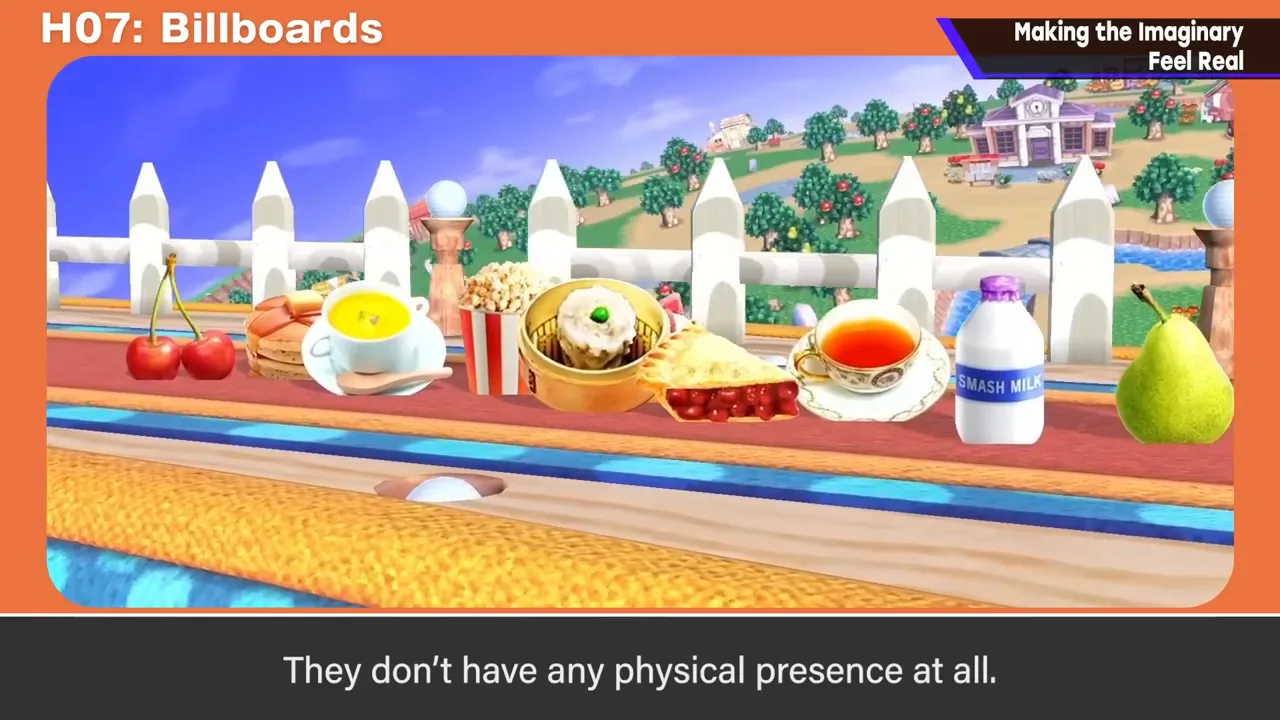 H07: Billboards
Making the Imaginary
Feel Real
SMASH MILK
They don't have any physical presence at all.